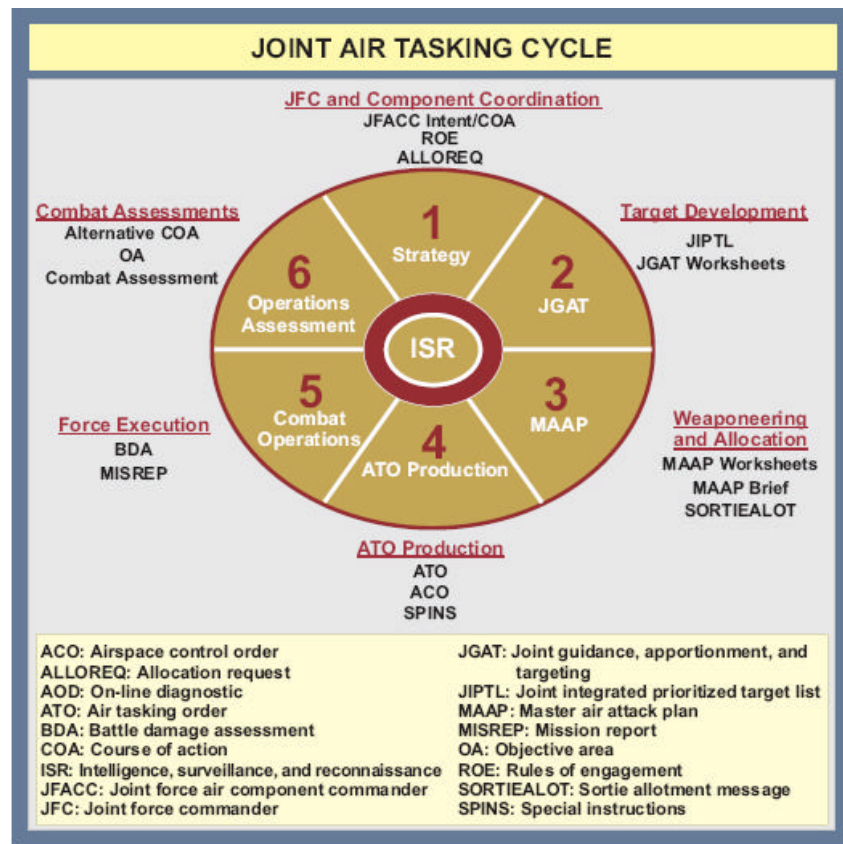 JOINT AIR TASKING CYCLE
JFC and Component Coordination
JFACC Intent/COA
ROE
ALLOREQ
Combat Assessments
Alternative COA
OA
Combat Assessment
Target Development
JIPTL
JGAT Worksheets
1
Strategy
2
JGAT
3
MAAP
4
ATO Production
5
Combat
Operations
6
Operations
Assessment
ISR
Force Execution
BDA
MISREP
Weaponeering
and Allocation
MAAP Worksheets
MAAP Brief
SORTIEALOT
ATO Production
ATO
ACO
SPINS
ACO: Airspace control order
ALLOREQ: Allocation request
AOD: On-line diagnostic
ATO: Air tasking order
BDA: Battle damage assessment
COA: Course of action
ISR: Intelligence, surveillance, and reconnaissance
JFACC: Joint force air component commander
JFC: Joint force commander
JGAT: Joint guidance, apportionment, and
targeting
JIPTL: Joint integrated prioritized target list
MAAP: Master air attack plan
MISREP: Mission report
OA: Objective area
ROE: Rules of engagement
SORTIEALOT: Sortie allotment message
SPINS: Special instructions